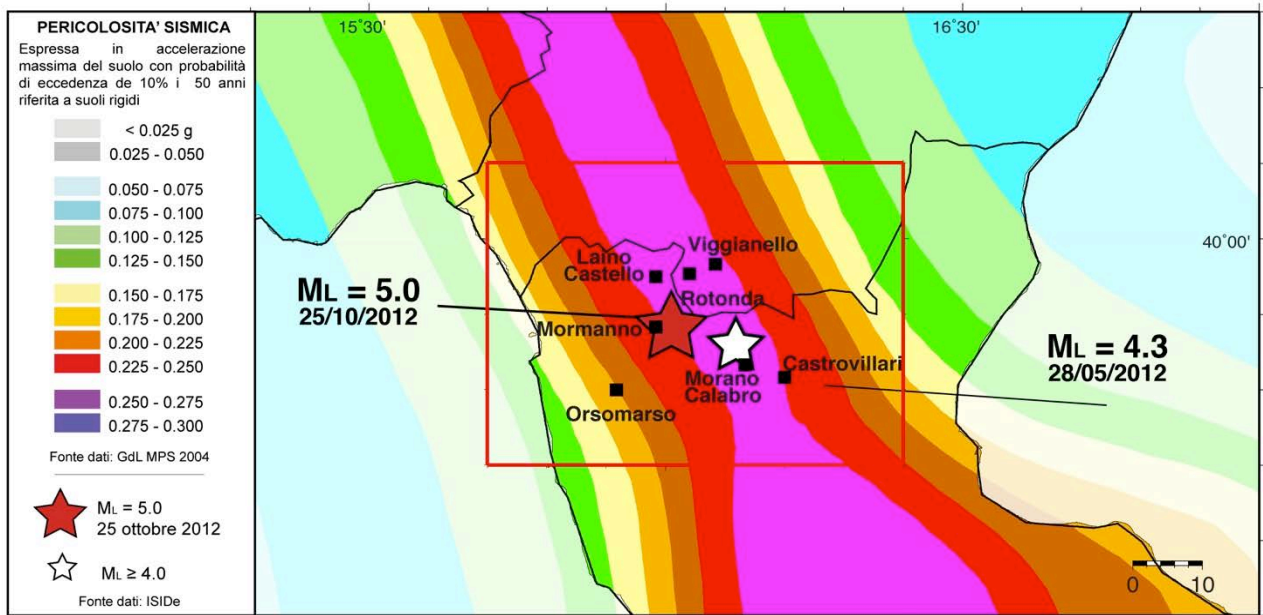 PERICOLOSITA' SISMICA
Espressa in accelerazione
massima del suolo con probabilità
di eccedenza de 10% i 50 anni
riferita a suoli rigidi
< 0.025 g
0.025 - 0.050
0.050 - 0.075
0.075 - 0.100
0.100 - 0.125
0.125 - 0.150
0.150 - 0.175
0.175 - 0.200
0.200 - 0.225
0.225 - 0.250
0.250 - 0.275
0.275 - 0.300
Fonte dati: GdL MPS 2004
ML = 5.0
25 ottobre 2012
ML ≥ 4.0
Fonte dati: ISIDe
15˚30'
16˚30'
40˚00'
Viggianello
Laino
Castello
Rotonda
ML = 5.0
25/10/2012
Mormanno
ML = 4.3
28/05/2012
Castrovillari
Morano
Calabro
Orsomarso
0 10